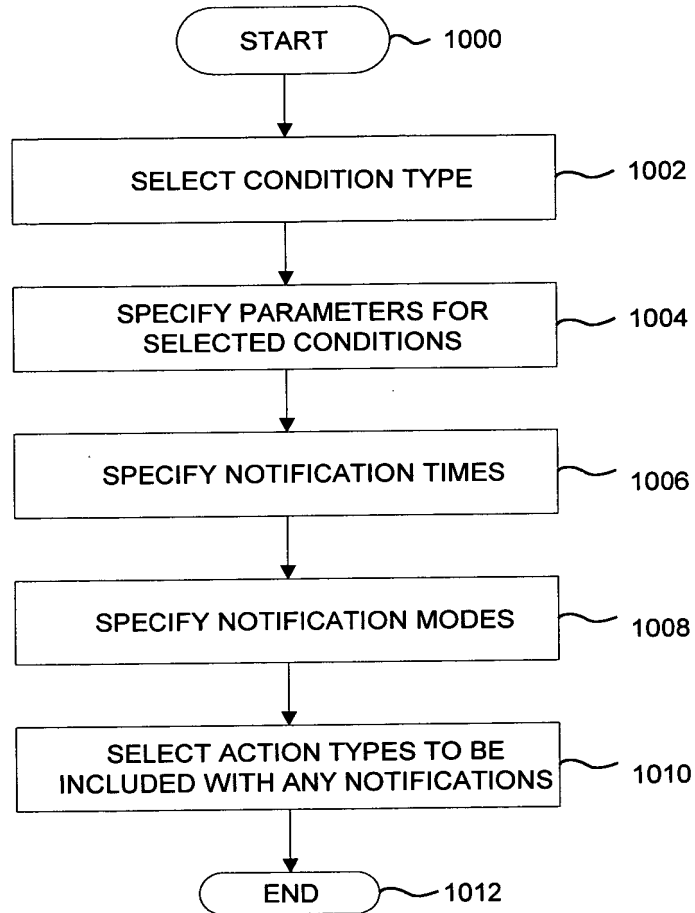 START
1000
SELECT CONDITION TYPE
1002
SPECIFY PARAMETERS FOR
SELECTED CONDITIONS
1004
SPECIFY NOTIFICATION TIMES
1006
SPECIFY NOTIFICATION MODES
1008
SELECT ACTION TYPES TO BE
INCLUDED WITH ANY NOTIFICATIONS
1010
END
1012